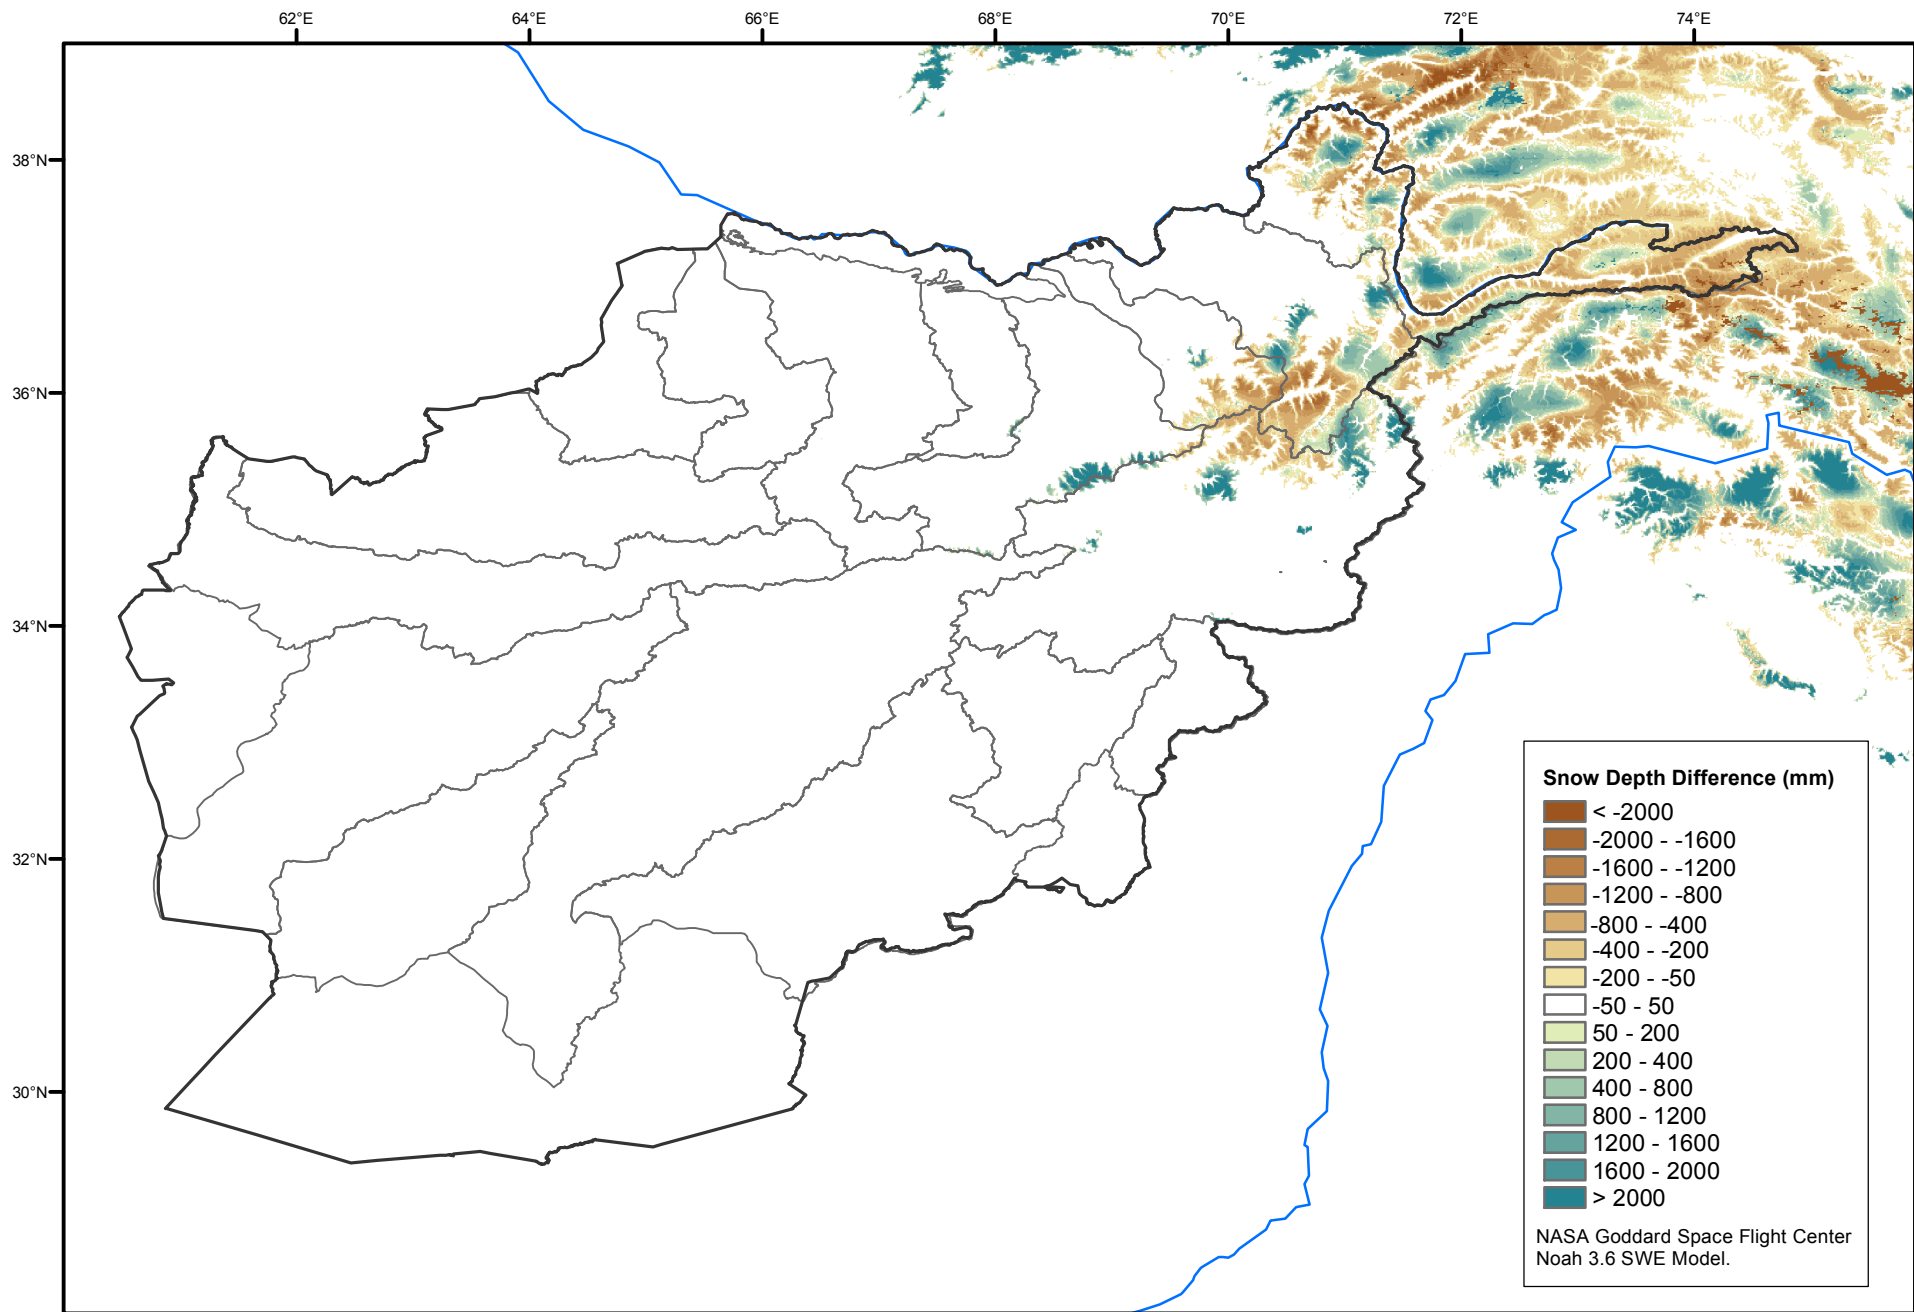 62°E 64°E 66°E 68°E 70°E 72°E 74°E
38°N
36°N
34°N
32°N
30°N
Snow Depth Difference (mm)
< -2000
-2000 - -1600
-1600 - -1200
-1200 - -800
-800 - -400
-400 - -200
-200 - -50
-50 - 50
50 - 200
200 - 400
400 - 800
800 - 1200
1200 - 1600
1600 - 2000
> 2000
NASA Goddard Space Flight Center
Noah 3.6 SWE Model.